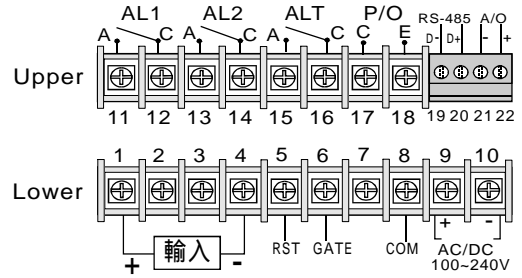 AL1 AL2 ALT P/O RS-485 A/O
A C A C A C C E D- D+ - +
Upper
11 12 13 14 15 16 17 18 19 20 21 22
1 2 3 4 5 6 7 8 9 10
Lower
+ 輸入 - RST GATE COM + -
AC/DC
100~240V